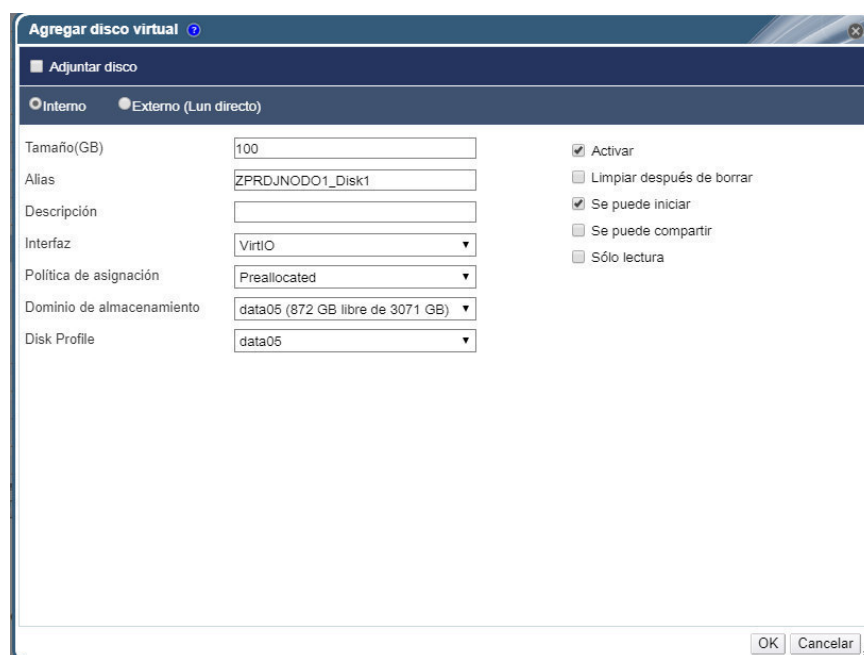 Agregar disco virtual ?
Adjuntar disco
Interno Externo (Lun directo)
Tamaño(GB) 100
Alias ZPRDJNODO1_Disk1
Descripción
Interfaz VirtIO
Política de asignación Preallocated
Dominio de almacenamiento data05 (872 GB libre de 3071 GB)
Disk Profile data05
Activar
Limpiar después de borrar
Se puede iniciar
Se puede compartir
Sólo lectura
OK Cancelar